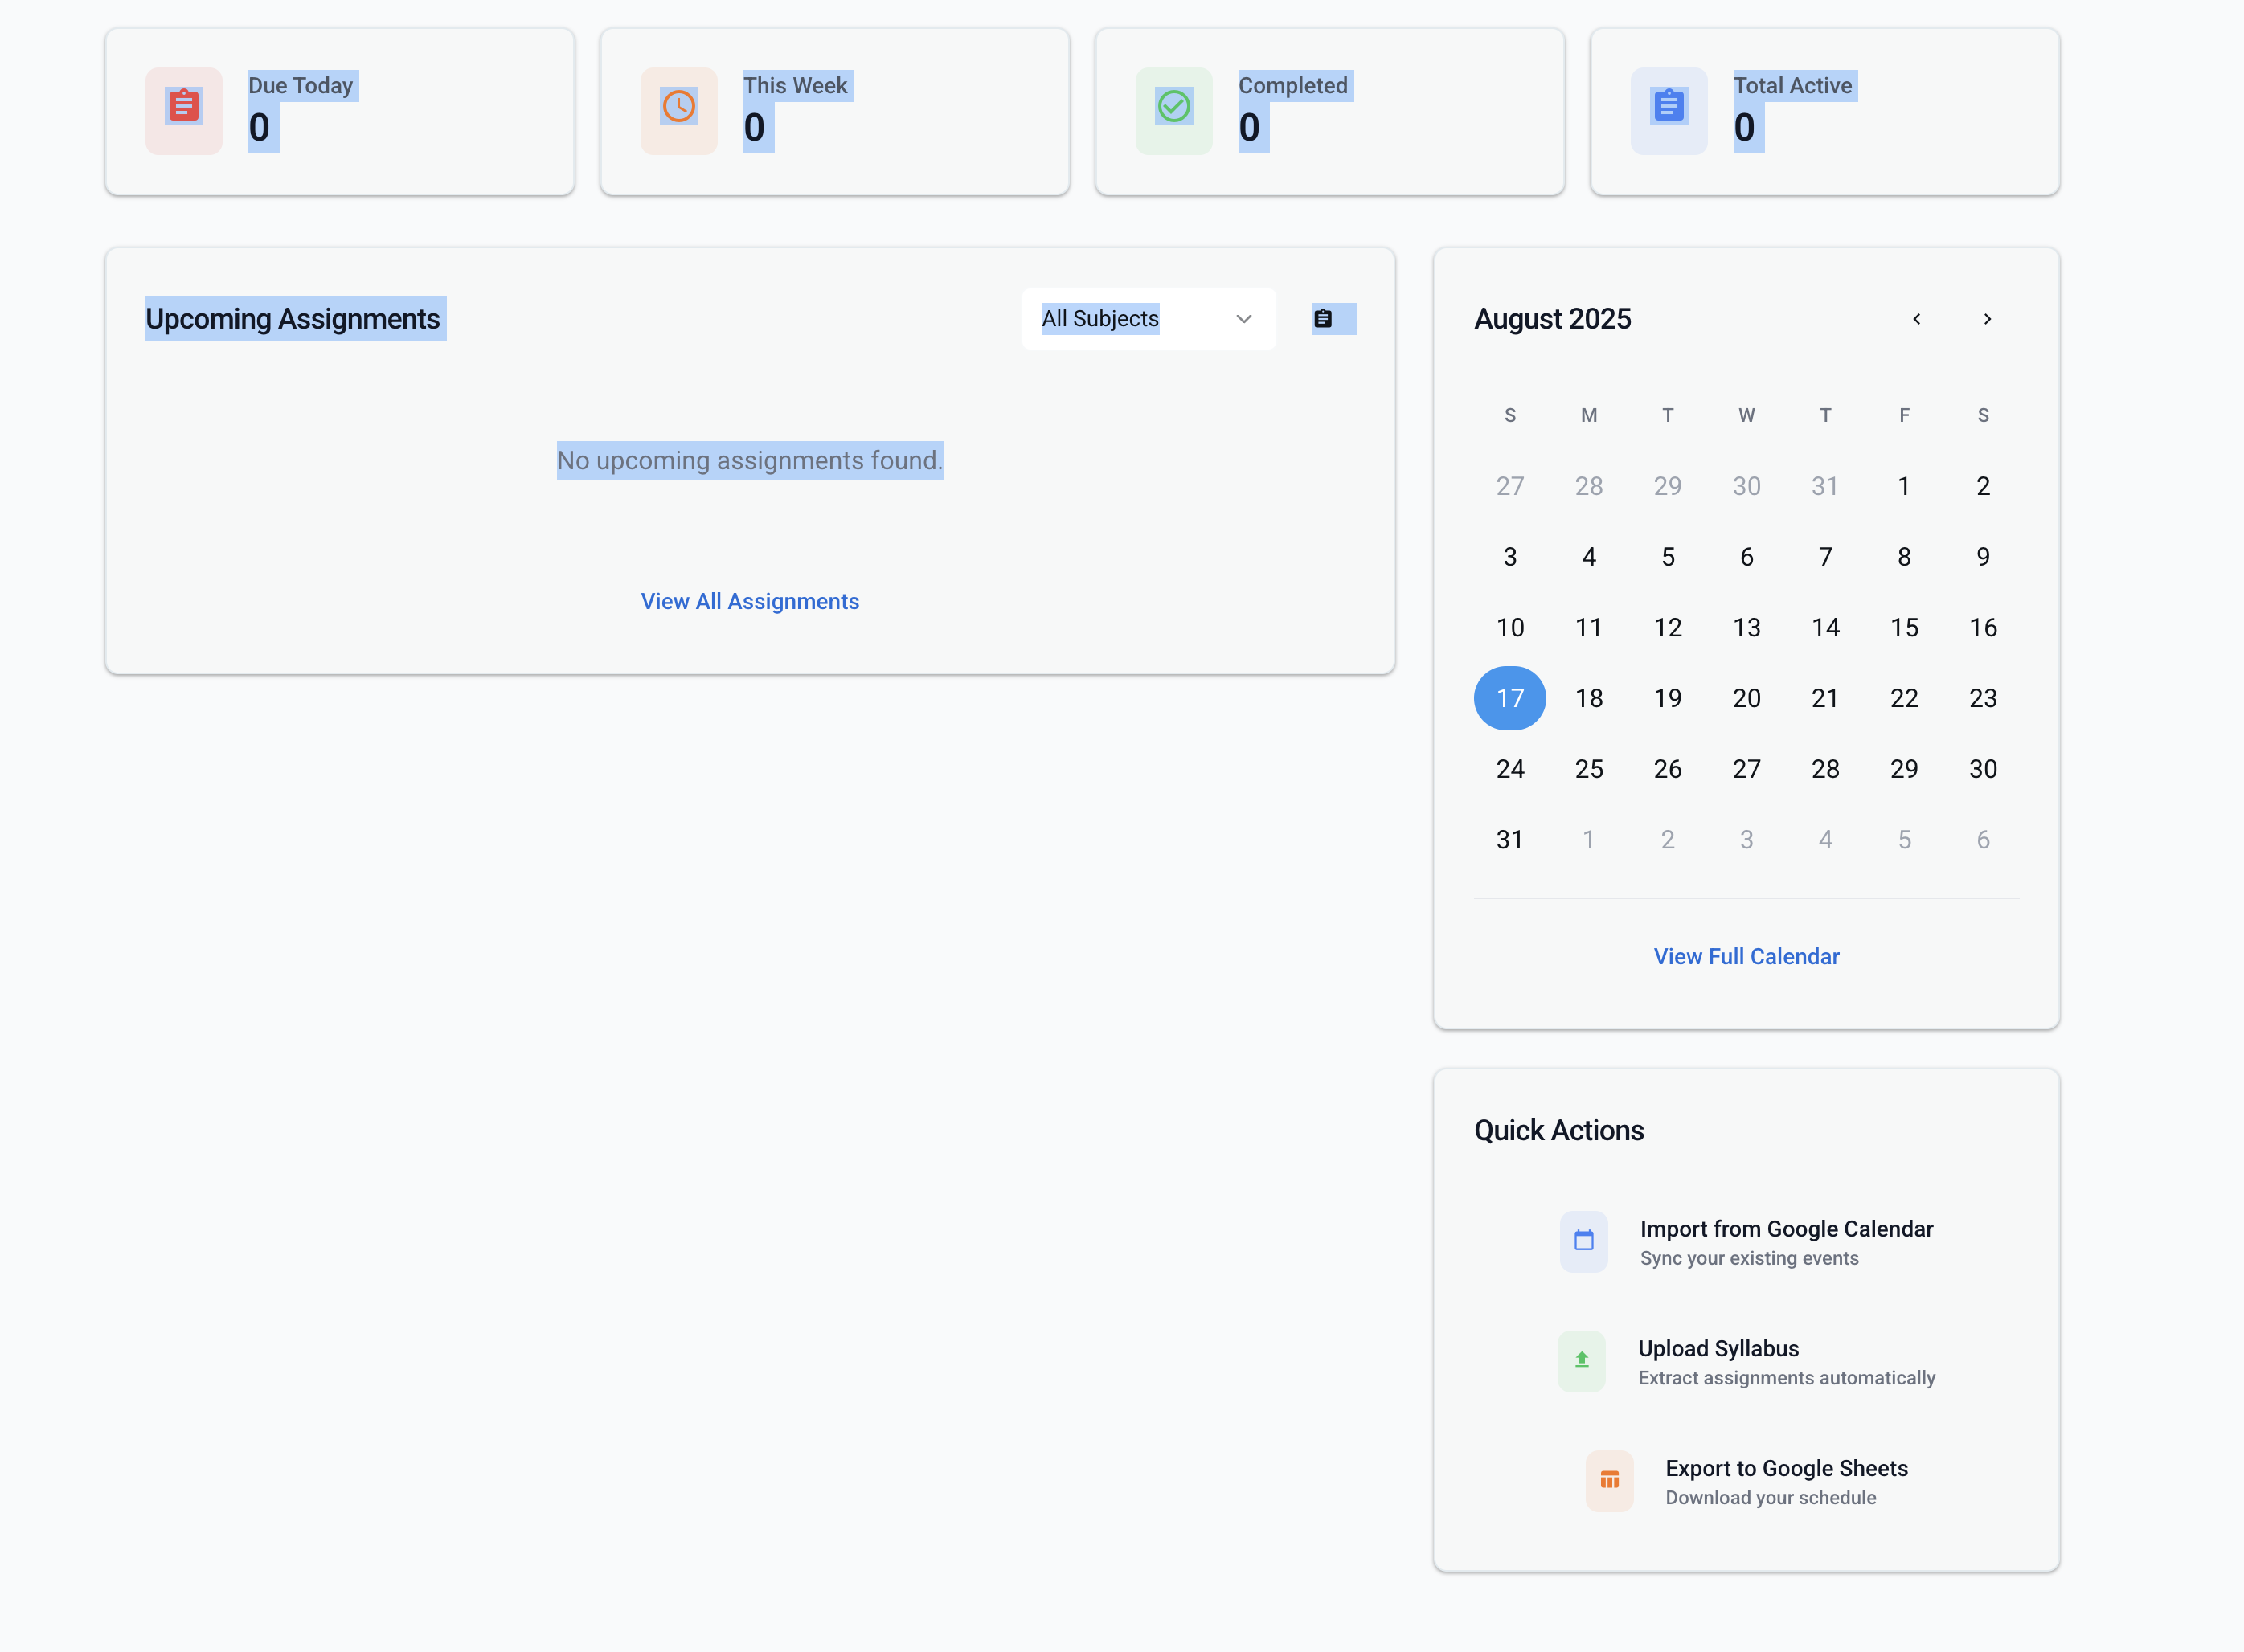 Due Today
0
This Week
0
Completed
0
Total Active
0
Upcoming Assignments
All Subjects
No upcoming assignments found.
View All Assignments
August 2025
S M T W T F S
27 28 29 30 31 1 2
3 4 5 6 7 8 9
10 11 12 13 14 15 16
17 18 19 20 21 22 23
24 25 26 27 28 29 30
31 1 2 3 4 5 6
View Full Calendar
Quick Actions
Import from Google Calendar
Sync your existing events
Upload Syllabus
Extract assignments automatically
Export to Google Sheets
Download your schedule